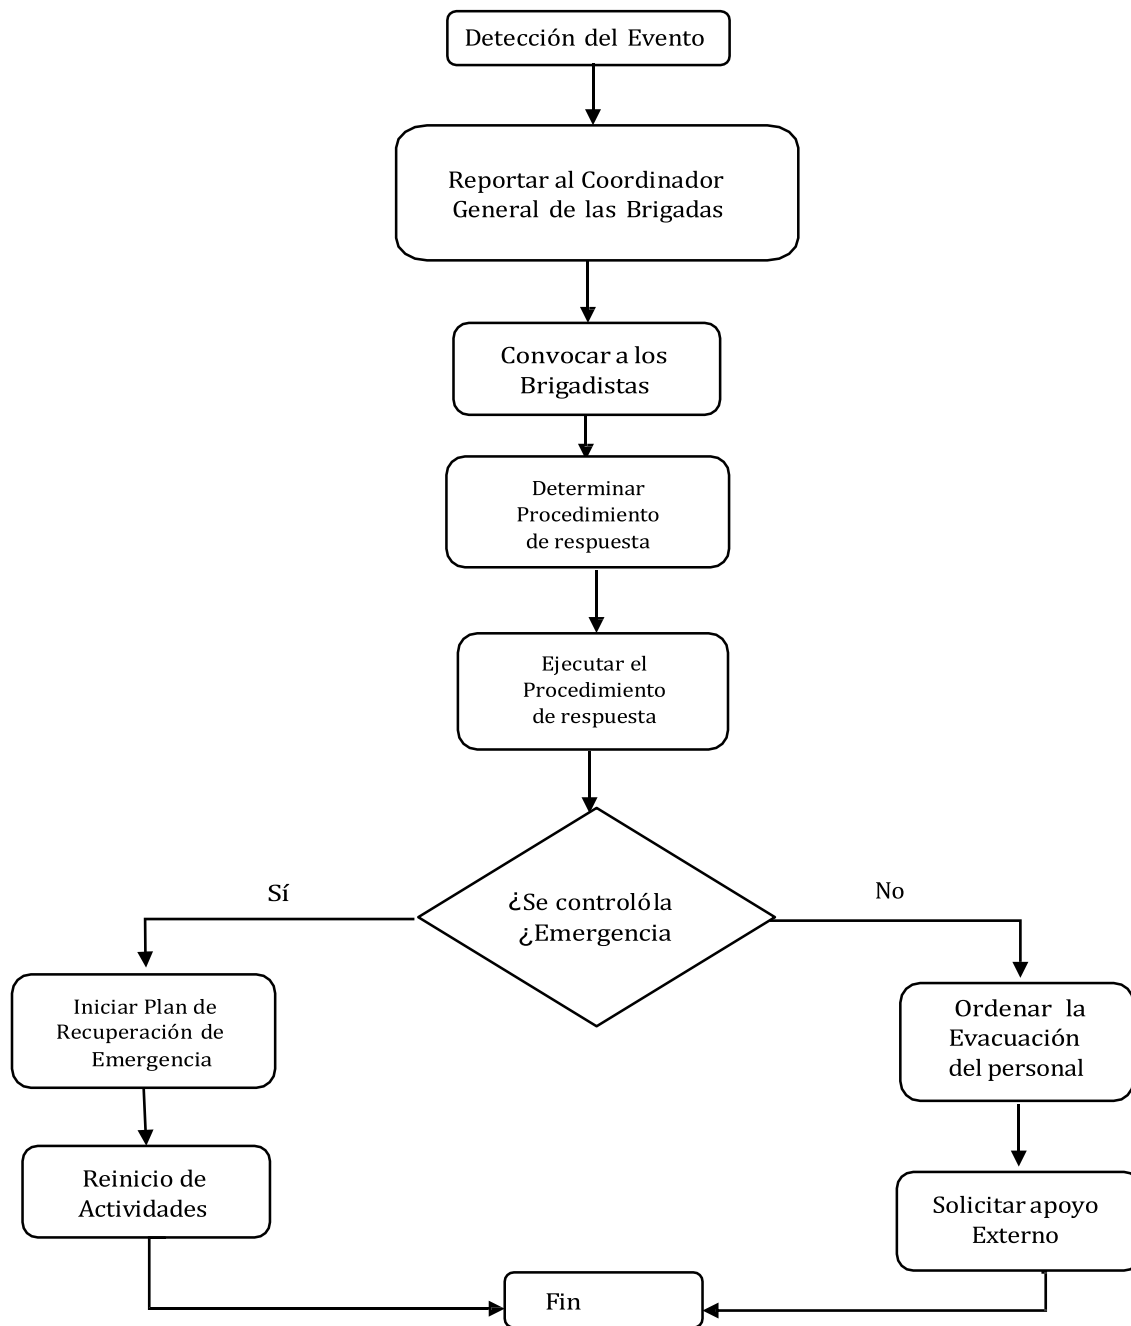 Detección del Evento
Reportar al Coordinador
General de las Brigadas
Convocar a los
Brigadistas
Determinar
Procedimiento
de respuesta
Ejecutar el
Procedimiento
de respuesta
¿Se controló la
¿Emergencia
Sí
No
Iniciar Plan de
Recuperación de
Emergencia
Ordenar la
Evacuación
del personal
Reinicio de
Actividades
Solicitar apoyo
Externo
Fin